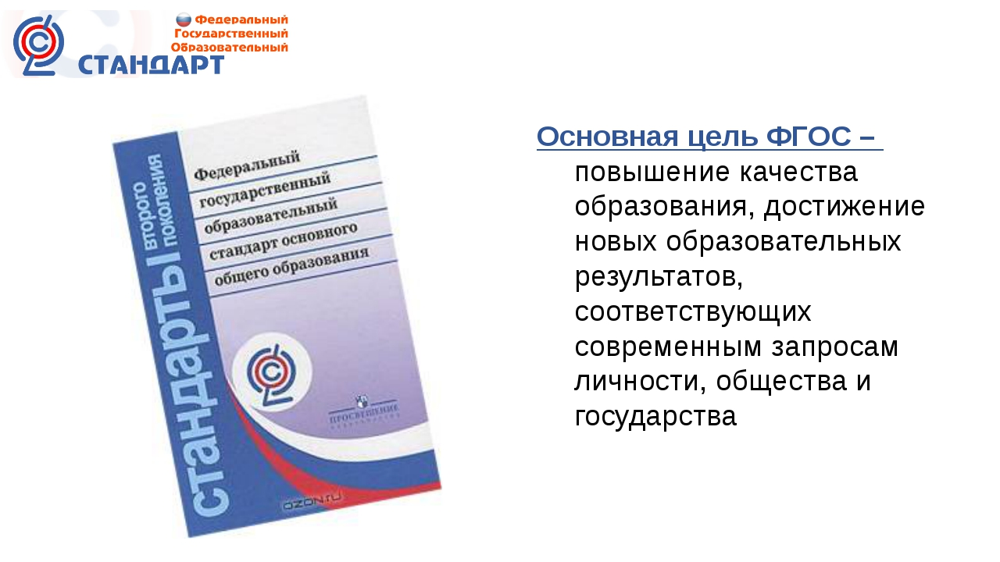 Федеральный
Государственный
Образовательный
СТАНДАРТ
стандарты второго
поколения
Федеральный
государственный
образовательный
стандарт основного
общего образования
ПРОСВЕЩЕНИЕ
ИЗДАТЕЛЬСТВО
OZON.RU
Основная цель ФГОС –
повышение качества
образования, достижение
новых образовательных
результатов,
соответствующих
современным запросам
личности, общества и
государства